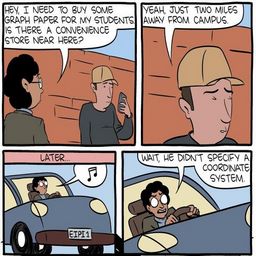 HEY, I NEED TO BUY SOME
GRAPH PAPER FOR MY STUDENTS.
IS THERE A CONVENIENCE
STORE NEAR HERE?
YEAH, JUST TWO MILES
AWAY FROM CAMPUS.
LATER...
EIPI1
WAIT, HE DIDN'T SPECIFY A
COORDINATE
SYSTEM.